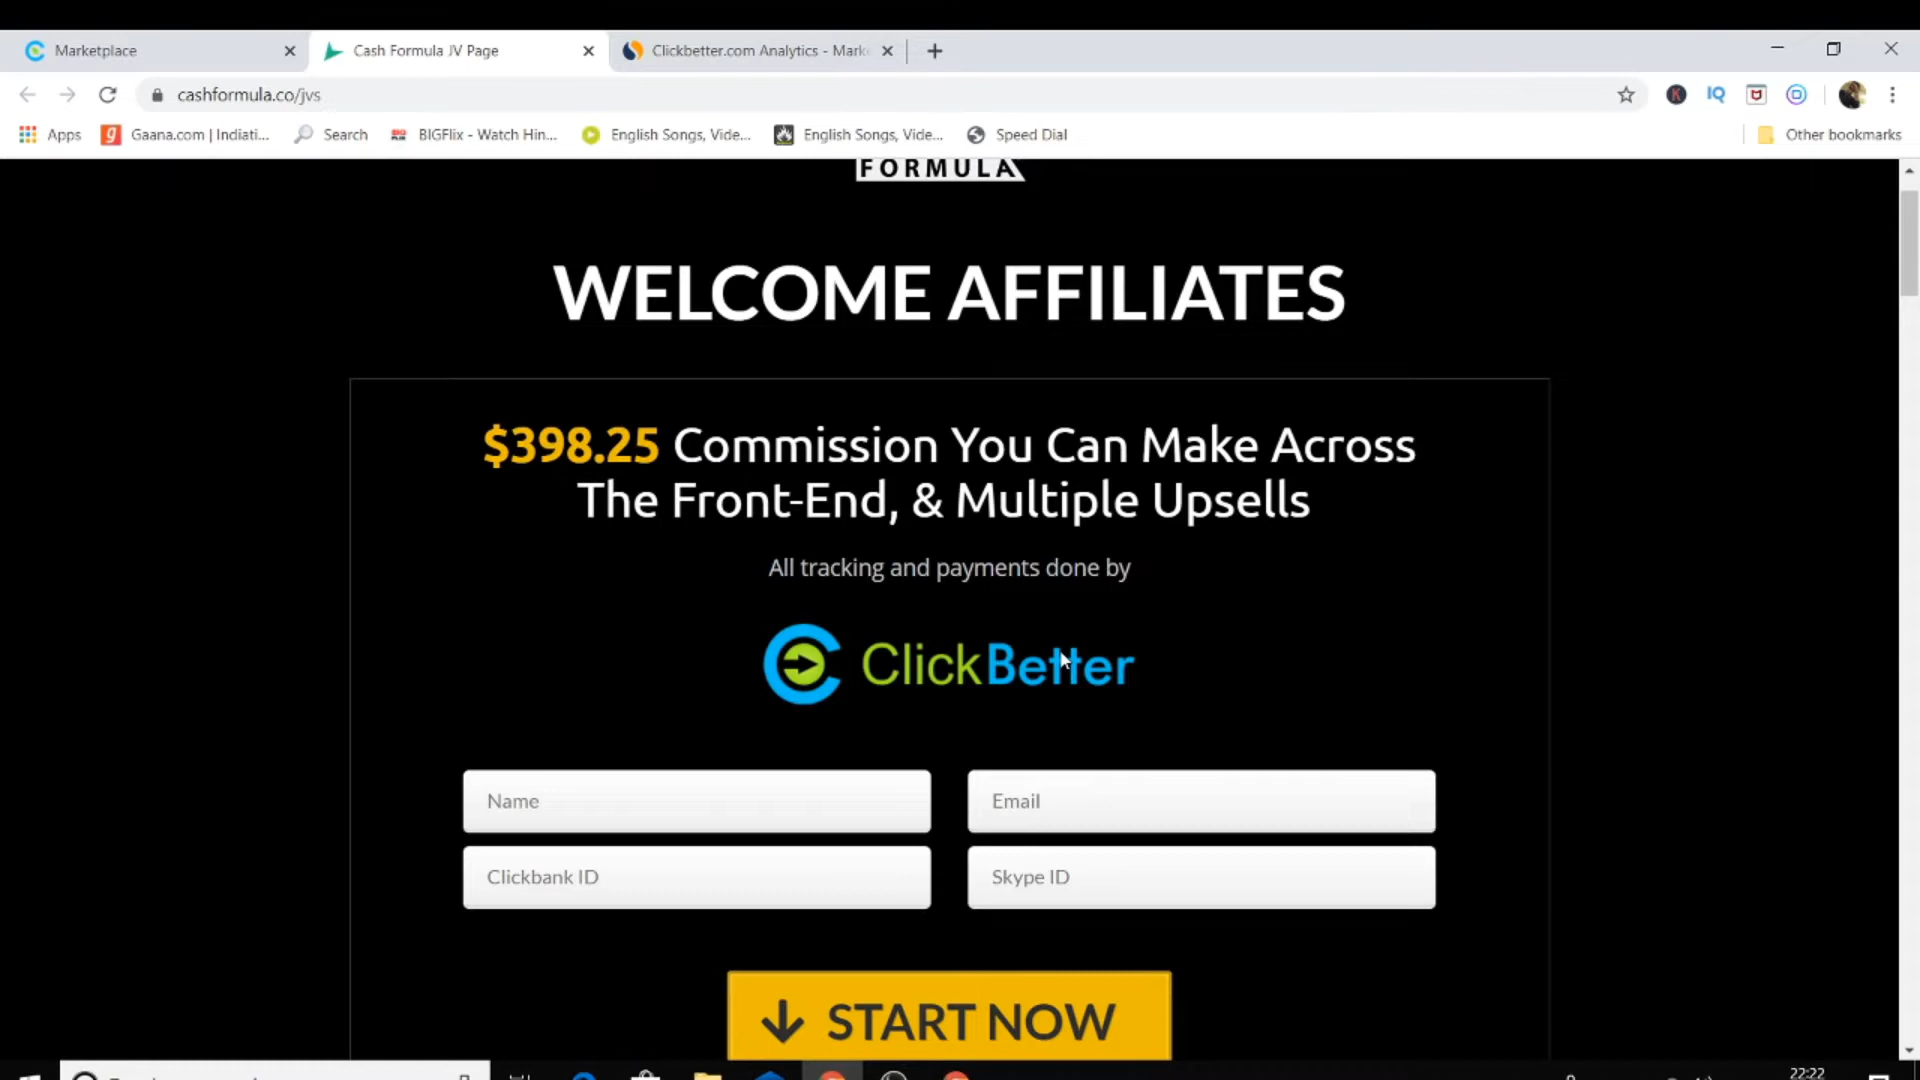 Marketplace
Cash Formula JV Page
Clickbetter.com Analytics - Mark
cashformula.co/jvs
IQ
Apps
Gaana.com | Indiati...
Search
BIGFlix - Watch Hin...
English Songs, Vide...
English Songs, Vide...
Speed Dial
Other bookmarks
FORMULA
WELCOME AFFILIATES
$398.25 Commission You Can Make Across
The Front-End, & Multiple Upsells
All tracking and payments done by
ClickBetter
Name
Email
Clickbank ID
Skype ID
START NOW
22:22